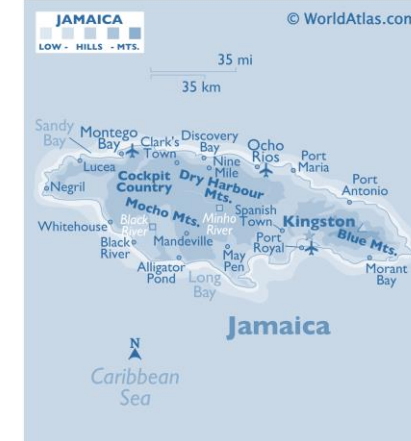 JAMAICA
LOW - HILLS - MTS.
© WorldAtlas.com
35 mi
35 km
Sandy
Bay
Montego
Bay
Clark's
Town
Discovery
Bay
Ocho
Rios
Lucea
Nine
Mile
Port
Maria
Cockpit
Country
Dry Harbour
Mts.
Port
Antonio
Negril
Mocho Mts.
Black
River
Minho
River
Spanish
Town
Kingston
Whitehouse
Port
Royal
Blue Mts.
Black
River
Mandeville
May
Pen
Alligator
Pond
Long
Bay
Morant
Bay
Jamaica
N
Caribbean
Sea